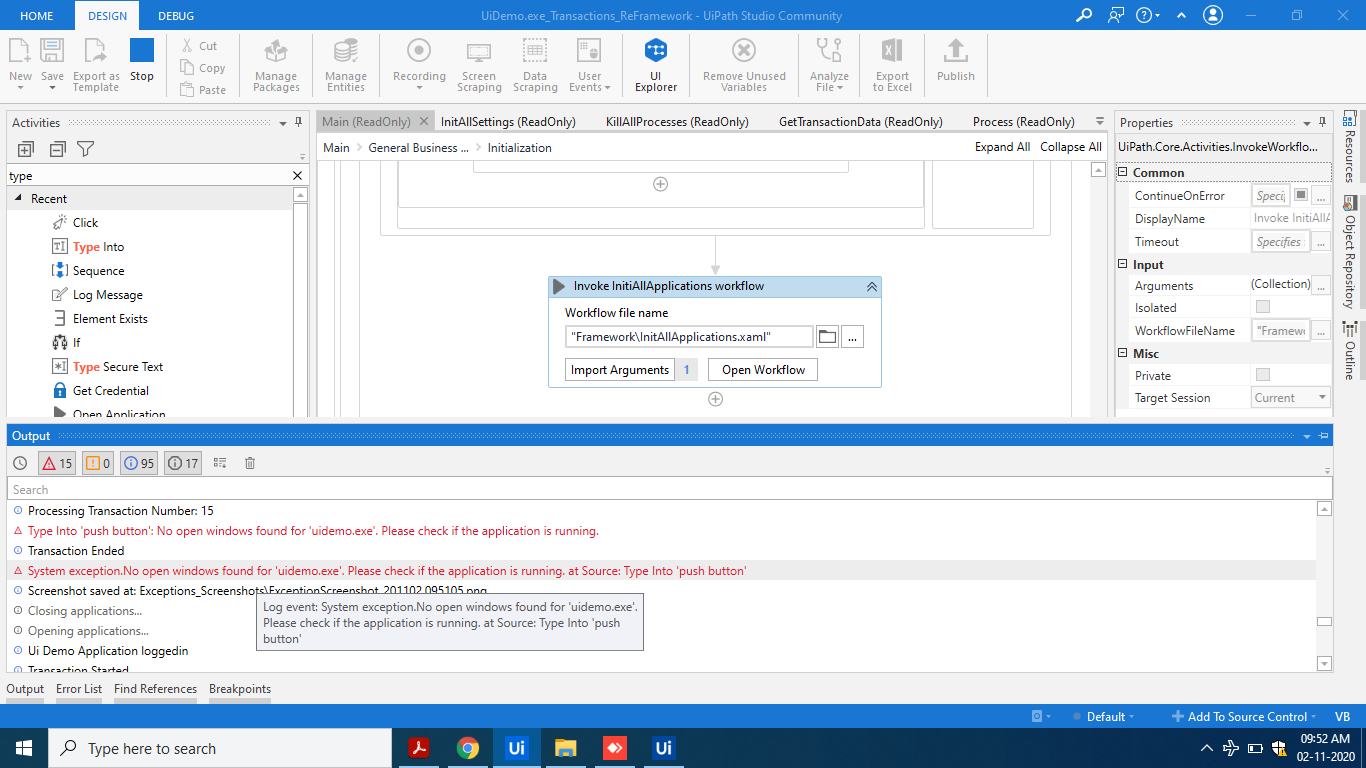 HOME DESIGN DEBUG UiDemo.exe_Transactions_ReFramework - UiPath Studio Community
New Save Export as Template Stop Cut Copy Paste Manage Packages Manage Entities Recording Screen Scraping Data Scraping User Events UI Explorer Remove Unused Variables Analyze File Export to Excel Publish
Activities
type
Recent
Click
Type Into
Sequence
Log Message
Element Exists
If
Type Secure Text
Get Credential
Open Application
Main (ReadOnly) InitAllSettings (ReadOnly) KillAllProcesses (ReadOnly) GetTransactionData (ReadOnly) Process (ReadOnly)
Main > General Business ... > Initialization Expand All Collapse All
Invoke InitiAllApplications workflow
Workflow file name
"Framework\InitAllApplications.xaml" ...
Import Arguments 1 Open Workflow
Properties
UiPath.Core.Activities.InvokeWorkflo...
Common
ContinueOnError Speci ...
DisplayName Invoke InitiAllA
Timeout Specifies ...
Input
Arguments (Collection) ...
Isolated
WorkflowFileName "Framew ...
Misc
Private
Target Session Current
Resources
Object Repository
Outline
Output
15 0 95 17
Search
Processing Transaction Number: 15
Type Into 'push button': No open windows found for 'uidemo.exe'. Please check if the application is running.
Transaction Ended
System exception.No open windows found for 'uidemo.exe'. Please check if the application is running. at Source: Type Into 'push button'
Screenshot saved at: Exceptions_Screenshots\ExceptionScreenshot_201102.095105.png
Closing applications...
Opening applications...
Ui Demo Application loggedin
Transaction Started
Log event: System exception.No open windows found for 'uidemo.exe'.
Please check if the application is running. at Source: Type Into 'push
button'
Output Error List Find References Breakpoints
Default Add To Source Control VB
Type here to search Ui Ui 09:52 AM
02-11-2020